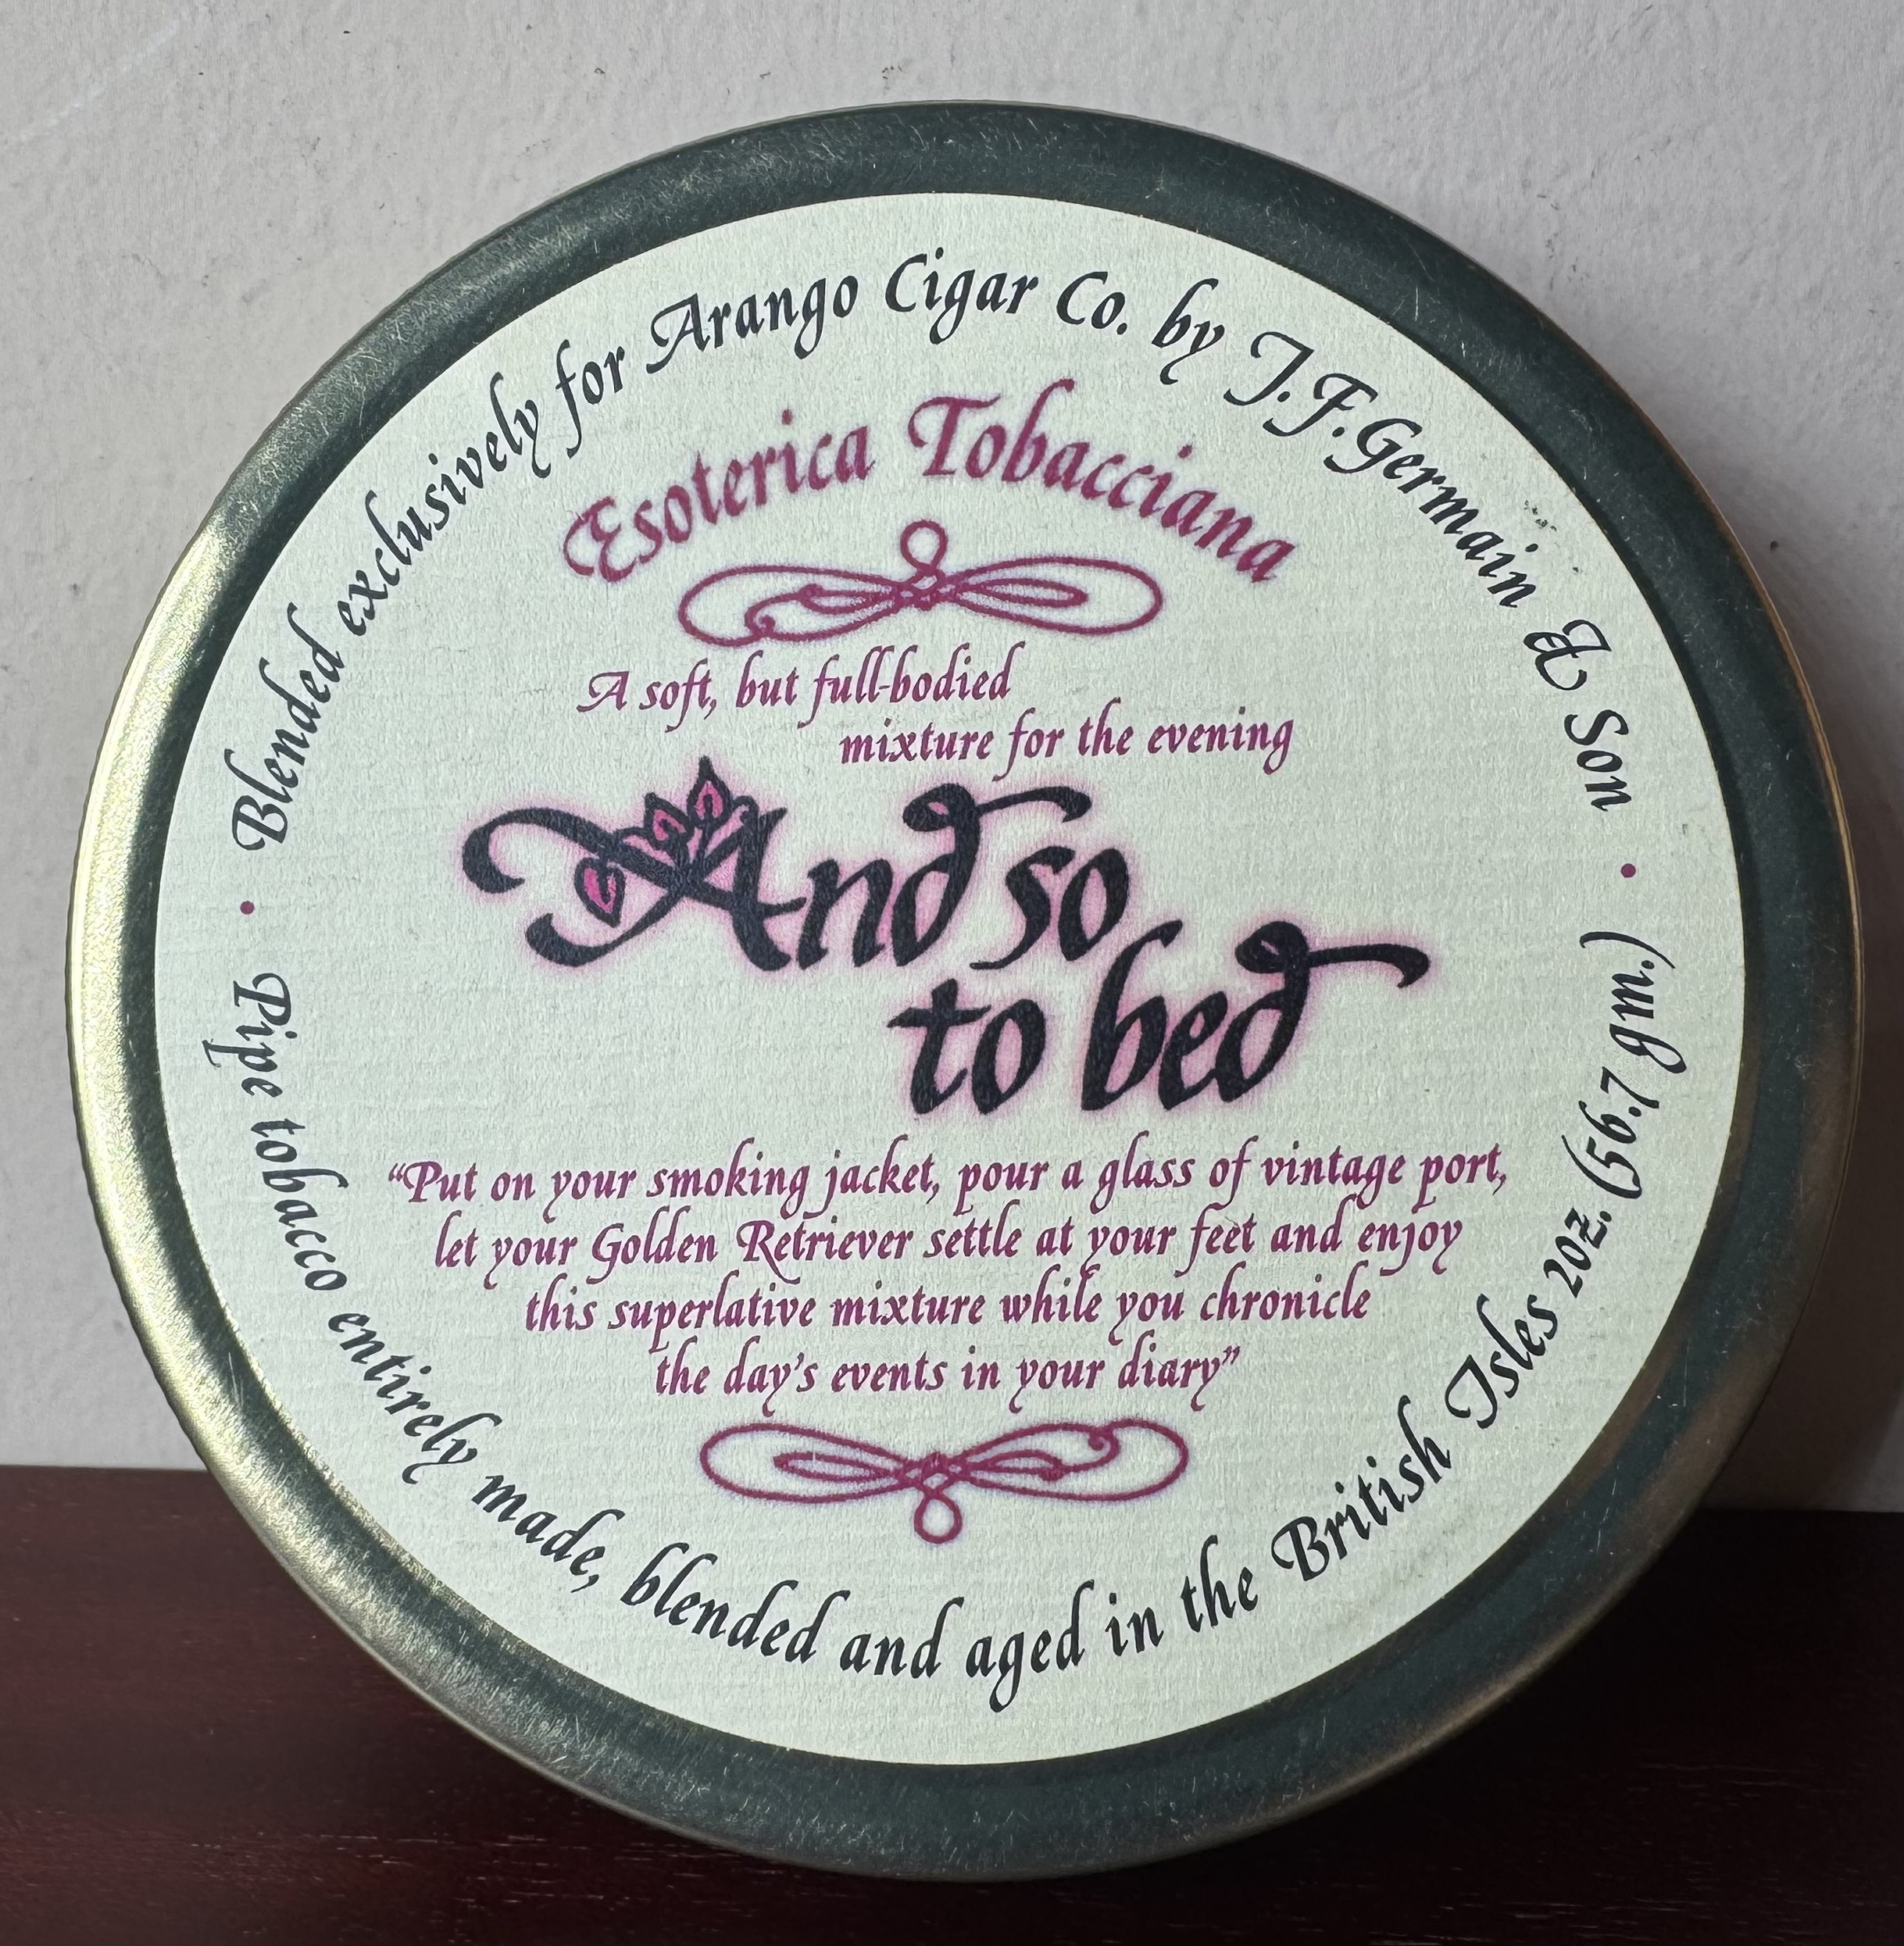 Blended exclusively for Arango Cigar Co. by J.F.Germain & Son
Esoterica Tobacciana
A soft, but full-bodied
mixture for the evening
And so
to bed
“Put on your smoking jacket, pour a glass of vintage port,
let your Golden Retriever settle at your feet and enjoy
this superlative mixture while you chronicle
the day's events in your diary”
Pipe tobacco entirely made, blended and aged in the British Isles 2oz. (56.7 gm.)